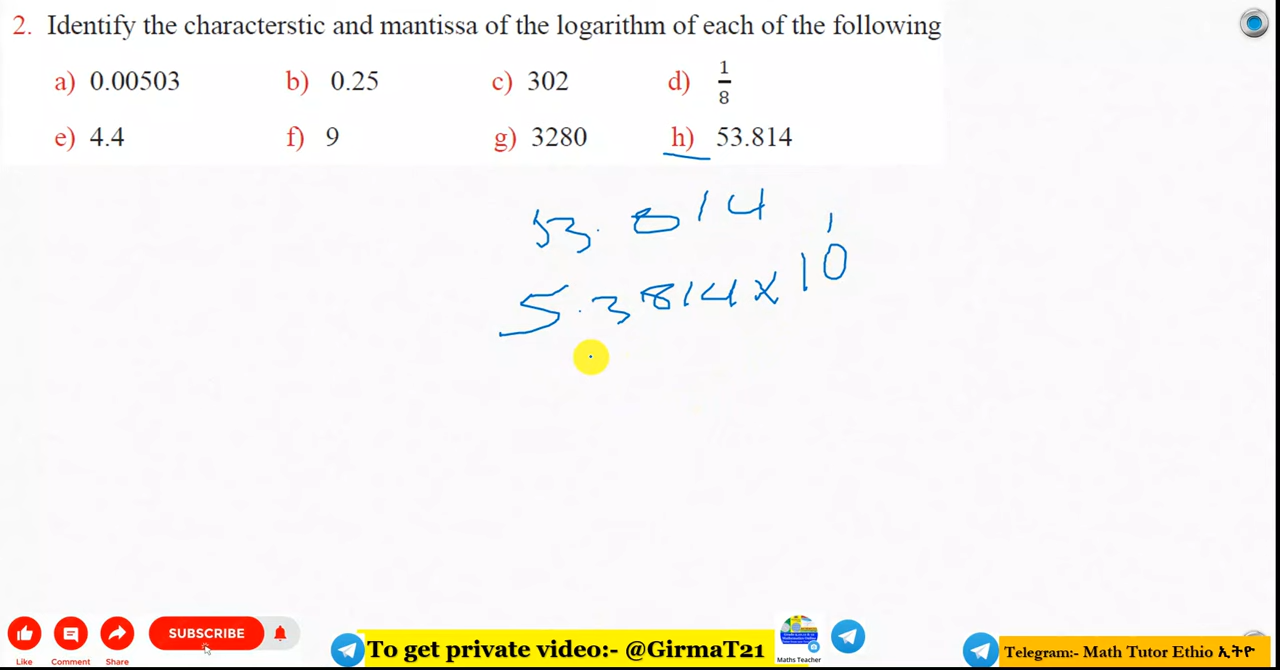 2. Identify the characterstic and mantissa of the logarithm of each of the following
a) 0.00503 b) 0.25 c) 302 d) 1/8
e) 4.4 f) 9 g) 3280 h) 53.814
53.814
5.3814 x 10¹
Like Comment Share SUBSCRIBE
To get private video:- @GirmaT21
Maths Teacher
Telegram:- Math Tutor Ethio ኢትዮ